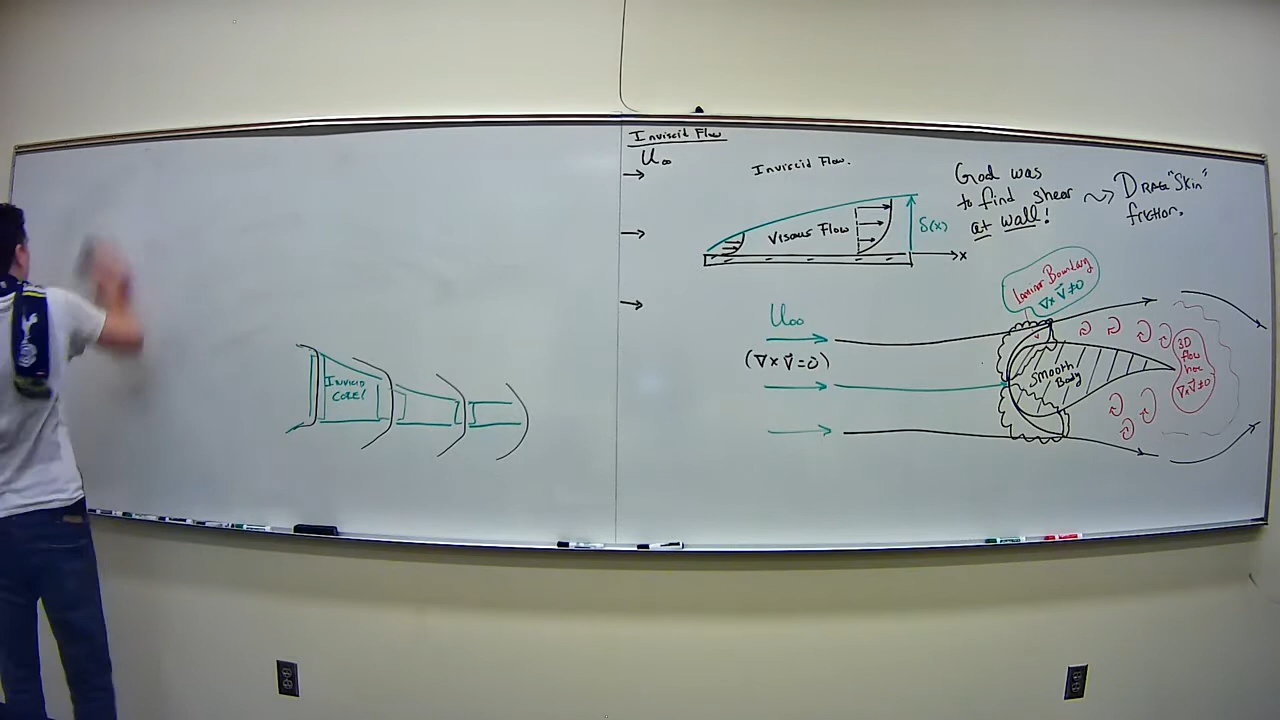 Inviscid Flow
U∞
Inviscid Flow.
Viscous Flow
δ(x)
x
Goal was
to find shear
at wall!
DRAG "Skin"
friction.
Laminar Boundary
∇× V⃗ ≠0
U∞
(∇× V⃗ =0)
Smooth
Body
3D
flow
here
∇×V⃗≠0
INVICID
CORE!